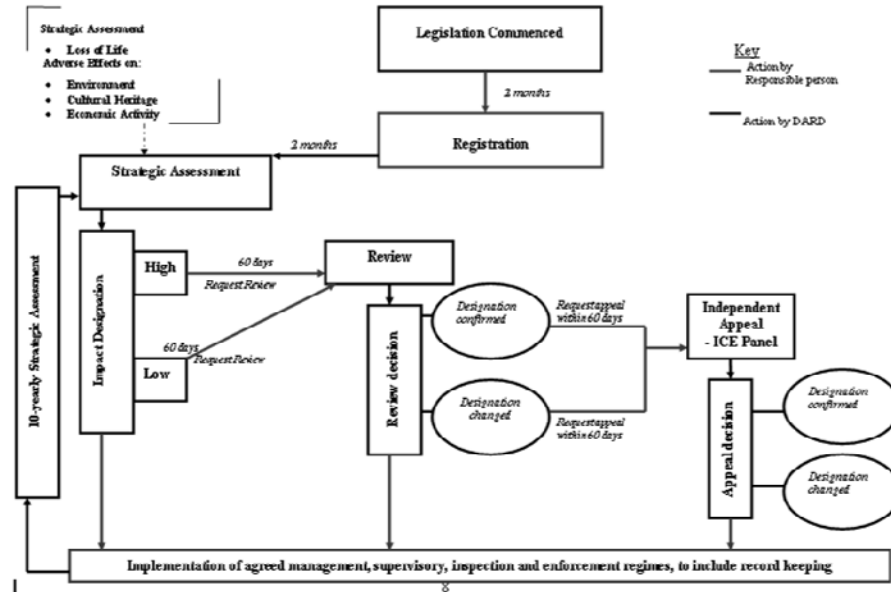 Strategic Assessment
• Loss of Life
Adverse Effects on:
• Environment
• Cultural Heritage
• Economic Activity
Legislation Commenced
Key
Action by
Responsible person
Action by DARD
2 months
Registration
2 months
Strategic Assessment
10-yearly Strategic Assessment
Impact Designation
High
60 days
Request Review
Low
60 days
Request Review
Review
Review decision
Designation
confirmed
Designation
changed
Request appeal
within 60 days
Request appeal
within 60 days
Independent
Appeal
- ICE Panel
Appeal decision
Designation
confirmed
Designation
changed
Implementation of agreed management, supervisory, inspection and enforcement regimes, to include record keeping